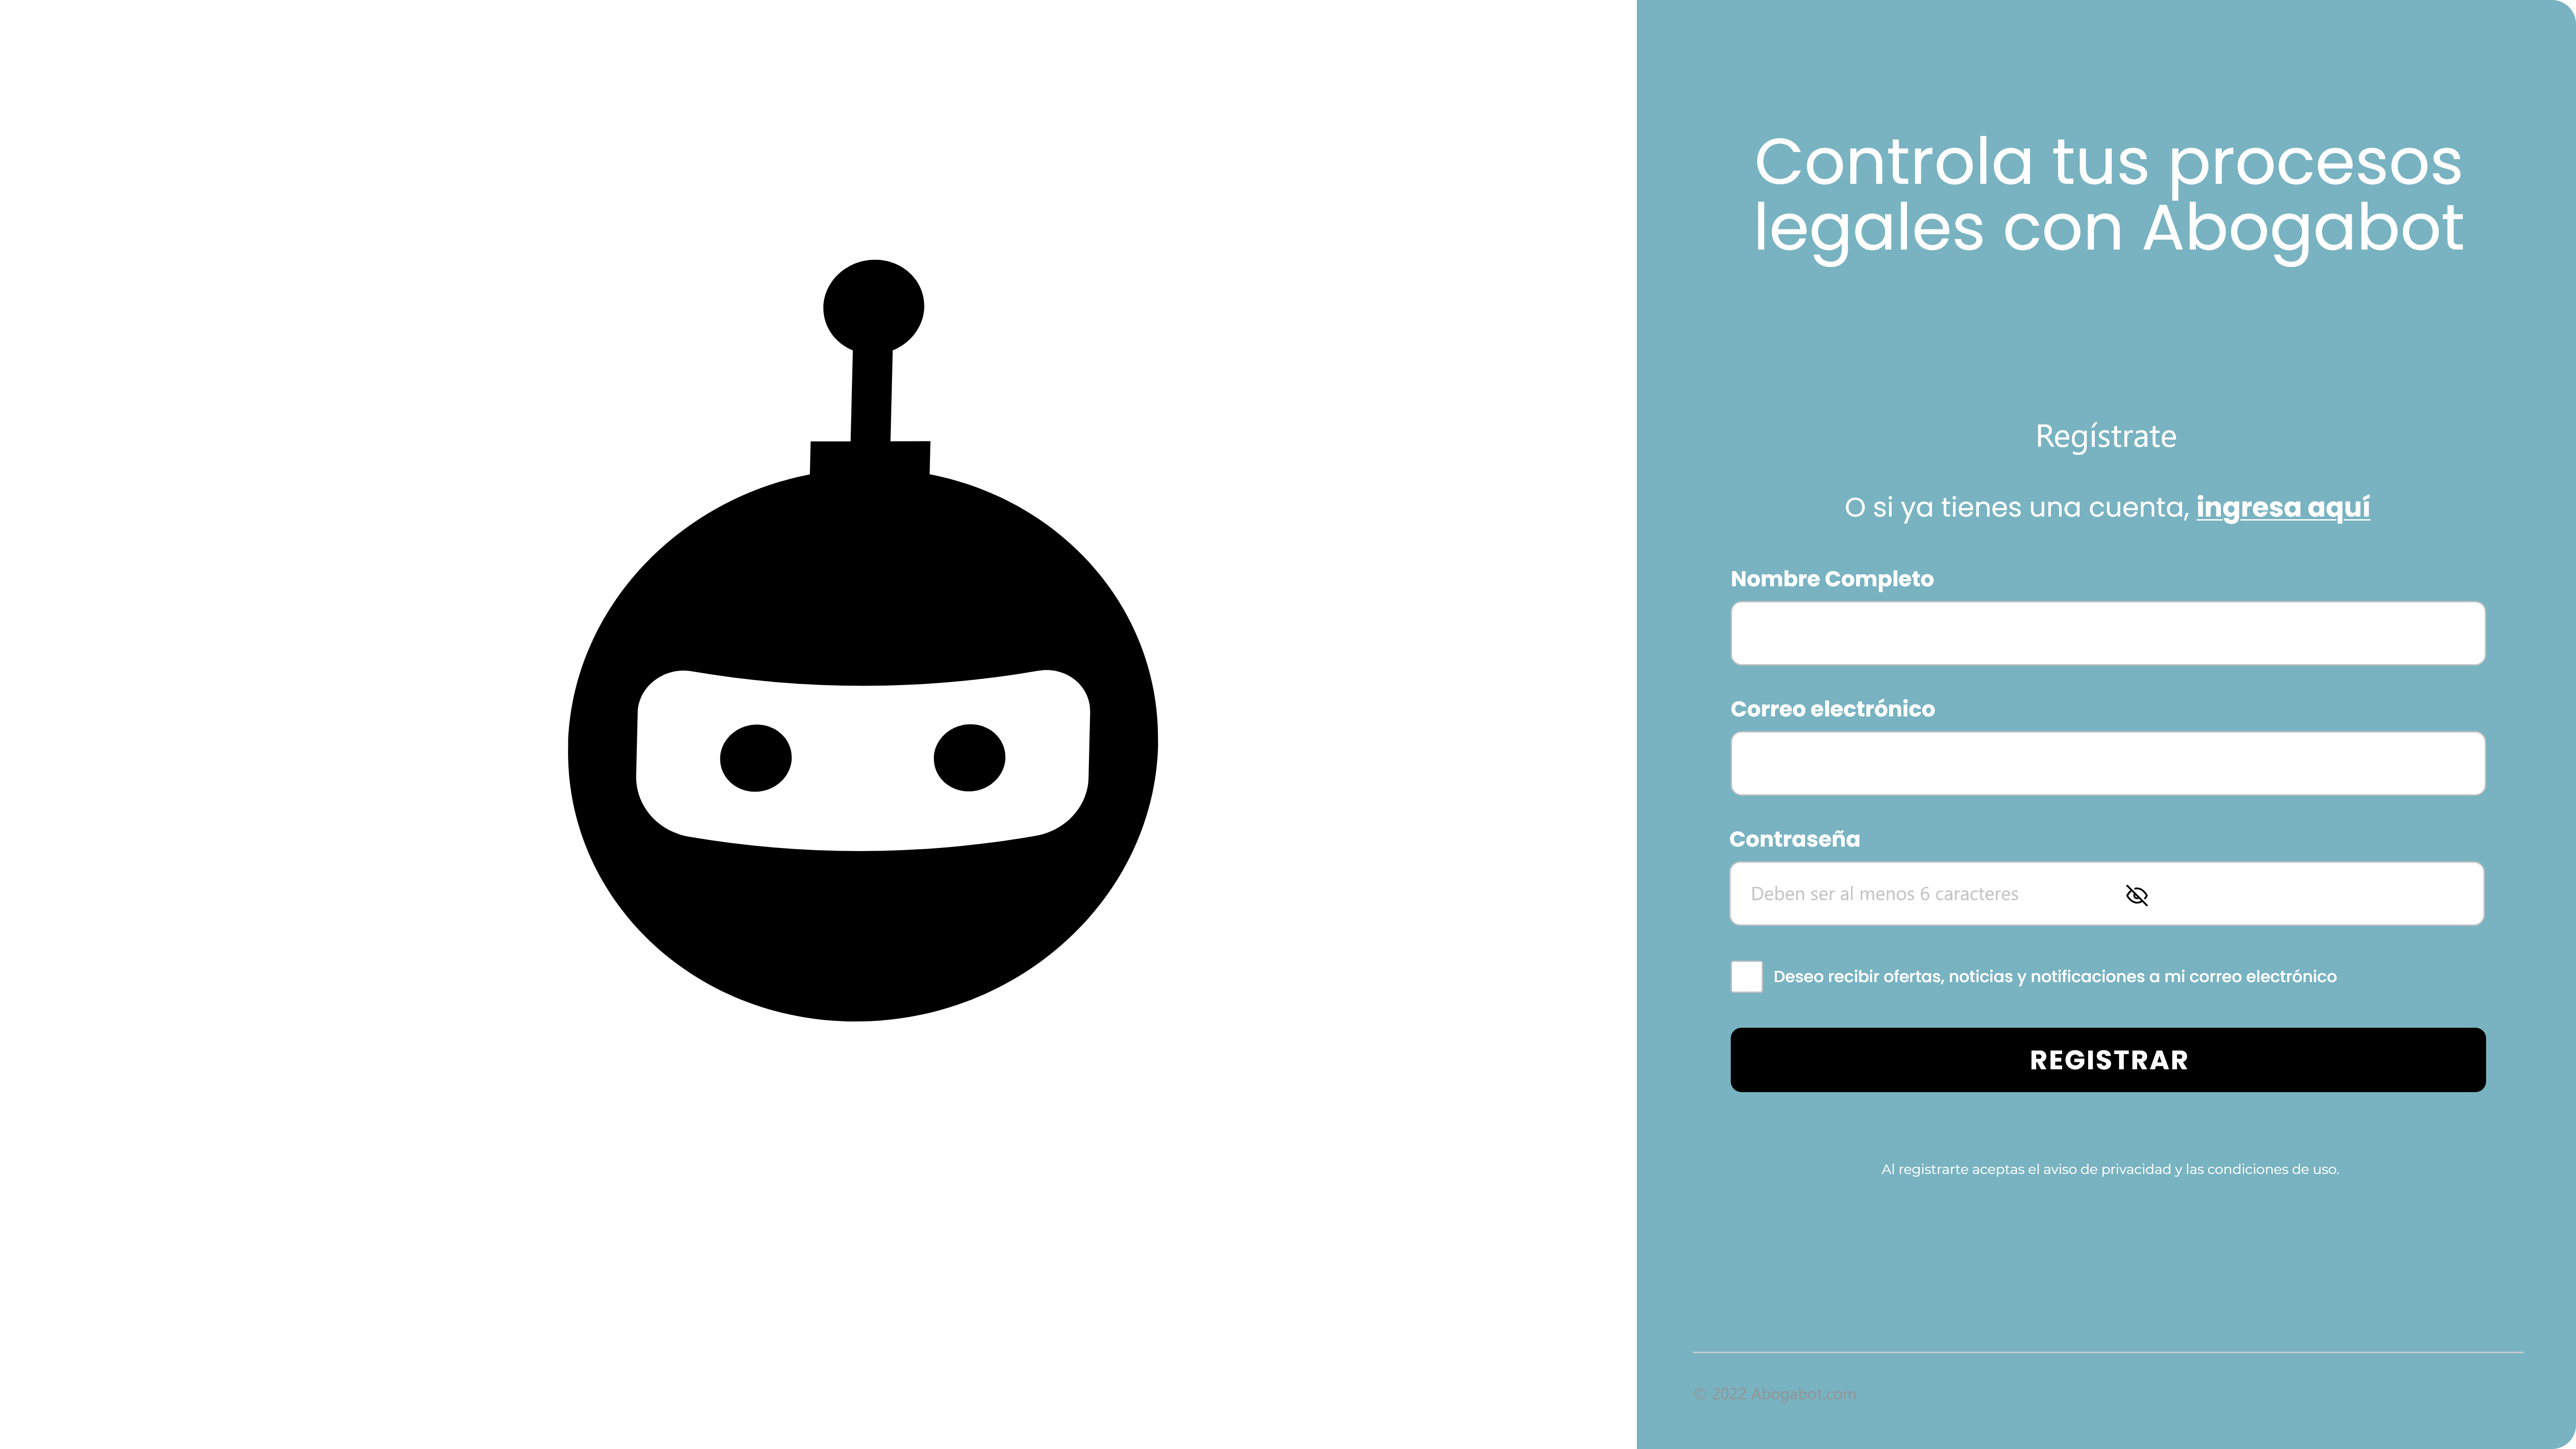 Controla tus procesos
legales con Abogabot
Regístrate
O si ya tienes una cuenta, ingresa aquí
Nombre Completo
Correo electrónico
Contraseña
Deben ser al menos 6 caracteres
Deseo recibir ofertas, noticias y notificaciones a mi correo electrónico
REGISTRAR
Al registrarte aceptas el aviso de privacidad y las condiciones de uso.
© 2022 Abogabot.com